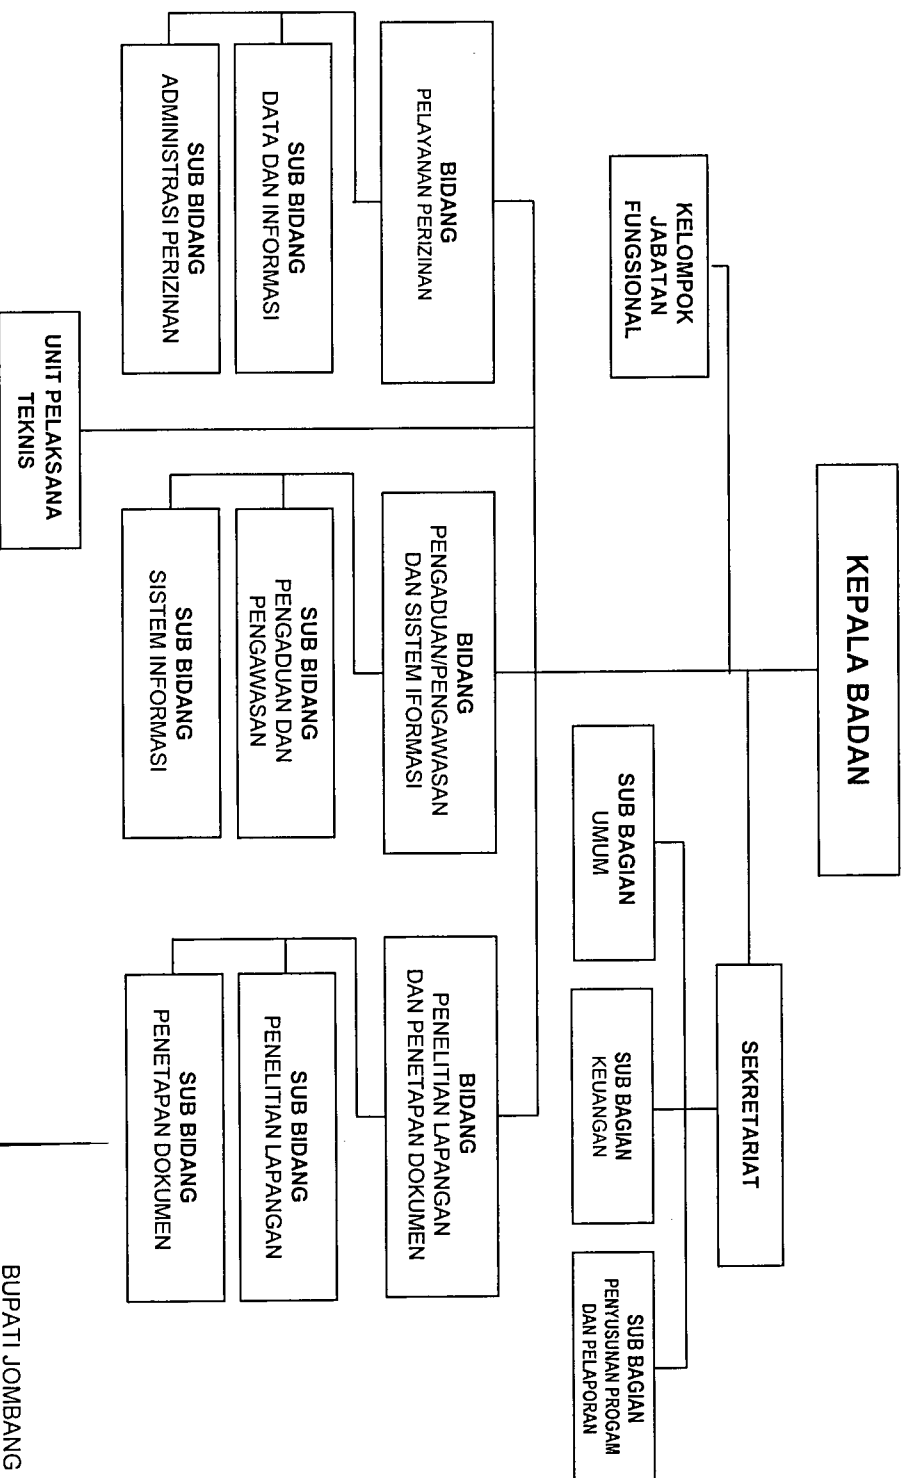 KEPALA BADAN
KELOMPOK
JABATAN
FUNGSIONAL
SEKRETARIAT
SUB BAGIAN
UMUM
SUB BAGIAN
KEUANGAN
SUB BAGIAN
PENYUSUNAN PROGAM
DAN PELAPORAN
BIDANG
PELAYANAN PERIZINAN
BIDANG
PENGADUAN/PENGAWASAN
DAN SISTEM IFORMASI
BIDANG
PENELITIAN LAPANGAN
DAN PENETAPAN DOKUMEN
SUB BIDANG
DATA DAN INFORMASI
SUB BIDANG
PENGADUAN DAN
PENGAWASAN
SUB BIDANG
PENELITIAN LAPANGAN
SUB BIDANG
ADMINISTRASI PERIZINAN
SUB BIDANG
SISTEM INFORMASI
SUB BIDANG
PENETAPAN DOKUMEN
UNIT PELAKSANA
TEKNIS
BUPATI JOMBANG